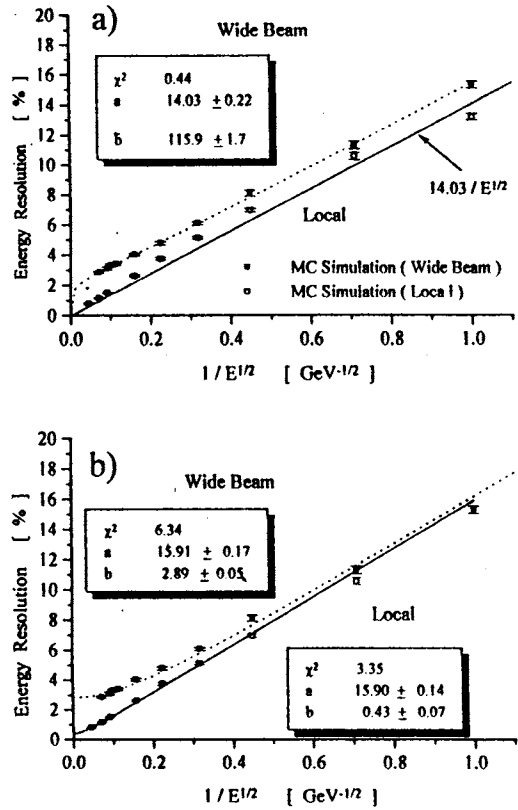 a)
Wide Beam
χ² 0.44
a 14.03 ± 0.22
b 115.9 ± 1.7
14.03 / E1/2
Local
MC Simulation ( Wide Beam )
MC Simulation ( Local )
Energy Resolution [ % ]
20
18
16
14
12
10
8
6
4
2
0
0.0 0.2 0.4 0.6 0.8 1.0
1 / E1/2 [ GeV-1/2 ]
b)
Wide Beam
χ² 6.34
a 15.91 ± 0.17
b 2.89 ± 0.05
Local
χ² 3.35
a 15.90 ± 0.14
b 0.43 ± 0.07
Energy Resolution [ % ]
20
18
16
14
12
10
8
6
4
2
0
0.0 0.2 0.4 0.6 0.8 1.0
1 / E1/2 [ GeV-1/2 ]